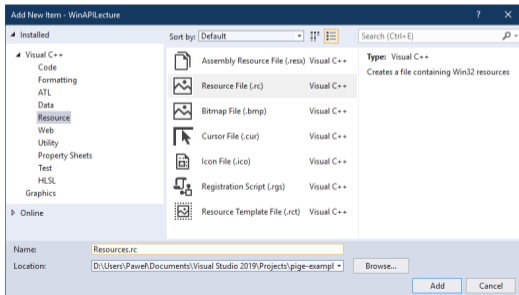 Add New Item - WinAPILecture ? X
Installed
Sort by: Default
Search (Ctrl+E)
Visual C++
Code
Formatting
ATL
Data
Resource
Web
Utility
Property Sheets
Test
HLSL
Graphics
Online
Assembly Resource File (.resx) Visual C++
Resource File (.rc) Visual C++
Bitmap File (.bmp) Visual C++
Cursor File (.cur) Visual C++
Icon File (.ico) Visual C++
Registration Script (.rgs) Visual C++
Resource Template File (.rct) Visual C++
Type: Visual C++
Creates a file containing Win32 resources
Name: Resources.rc
Location: D:\Users\Pawel\Documents\Visual Studio 2019\Projects\pige-exampl
Browse...
Add Cancel